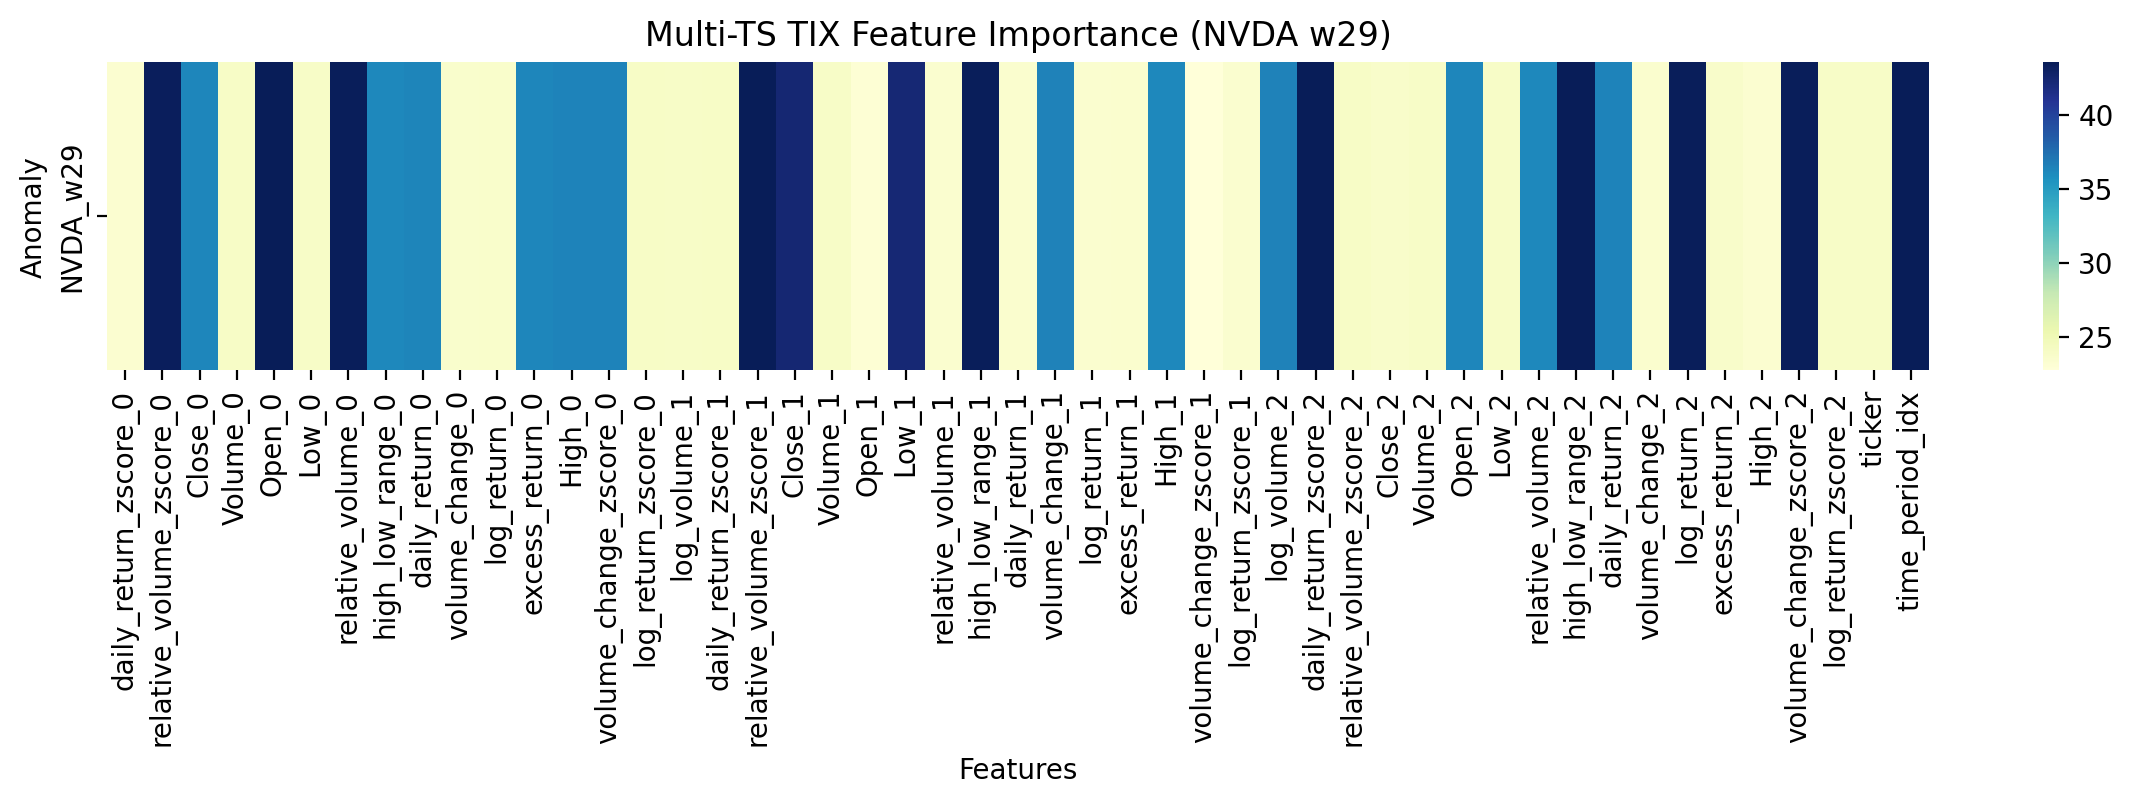 Multi-TS TIX Feature Importance (NVDA w29)
Anomaly
NVDA_w29
40
35
30
25
daily_return_zscore_0
relative_volume_zscore_0
Close_0
Volume_0
Open_0
Low_0
relative_volume_0
high_low_range_0
daily_return_0
volume_change_0
log_return_0
excess_return_0
High_0
volume_change_zscore_0
log_return_zscore_0
log_volume_1
daily_return_zscore_1
relative_volume_zscore_1
Close_1
Volume_1
Open_1
Low_1
relative_volume_1
high_low_range_1
daily_return_1
volume_change_1
log_return_1
excess_return_1
High_1
volume_change_zscore_1
log_return_zscore_1
log_volume_2
daily_return_zscore_2
relative_volume_zscore_2
Close_2
Volume_2
Open_2
Low_2
relative_volume_2
high_low_range_2
daily_return_2
volume_change_2
log_return_2
excess_return_2
High_2
volume_change_zscore_2
log_return_zscore_2
ticker
time_period_idx
Features